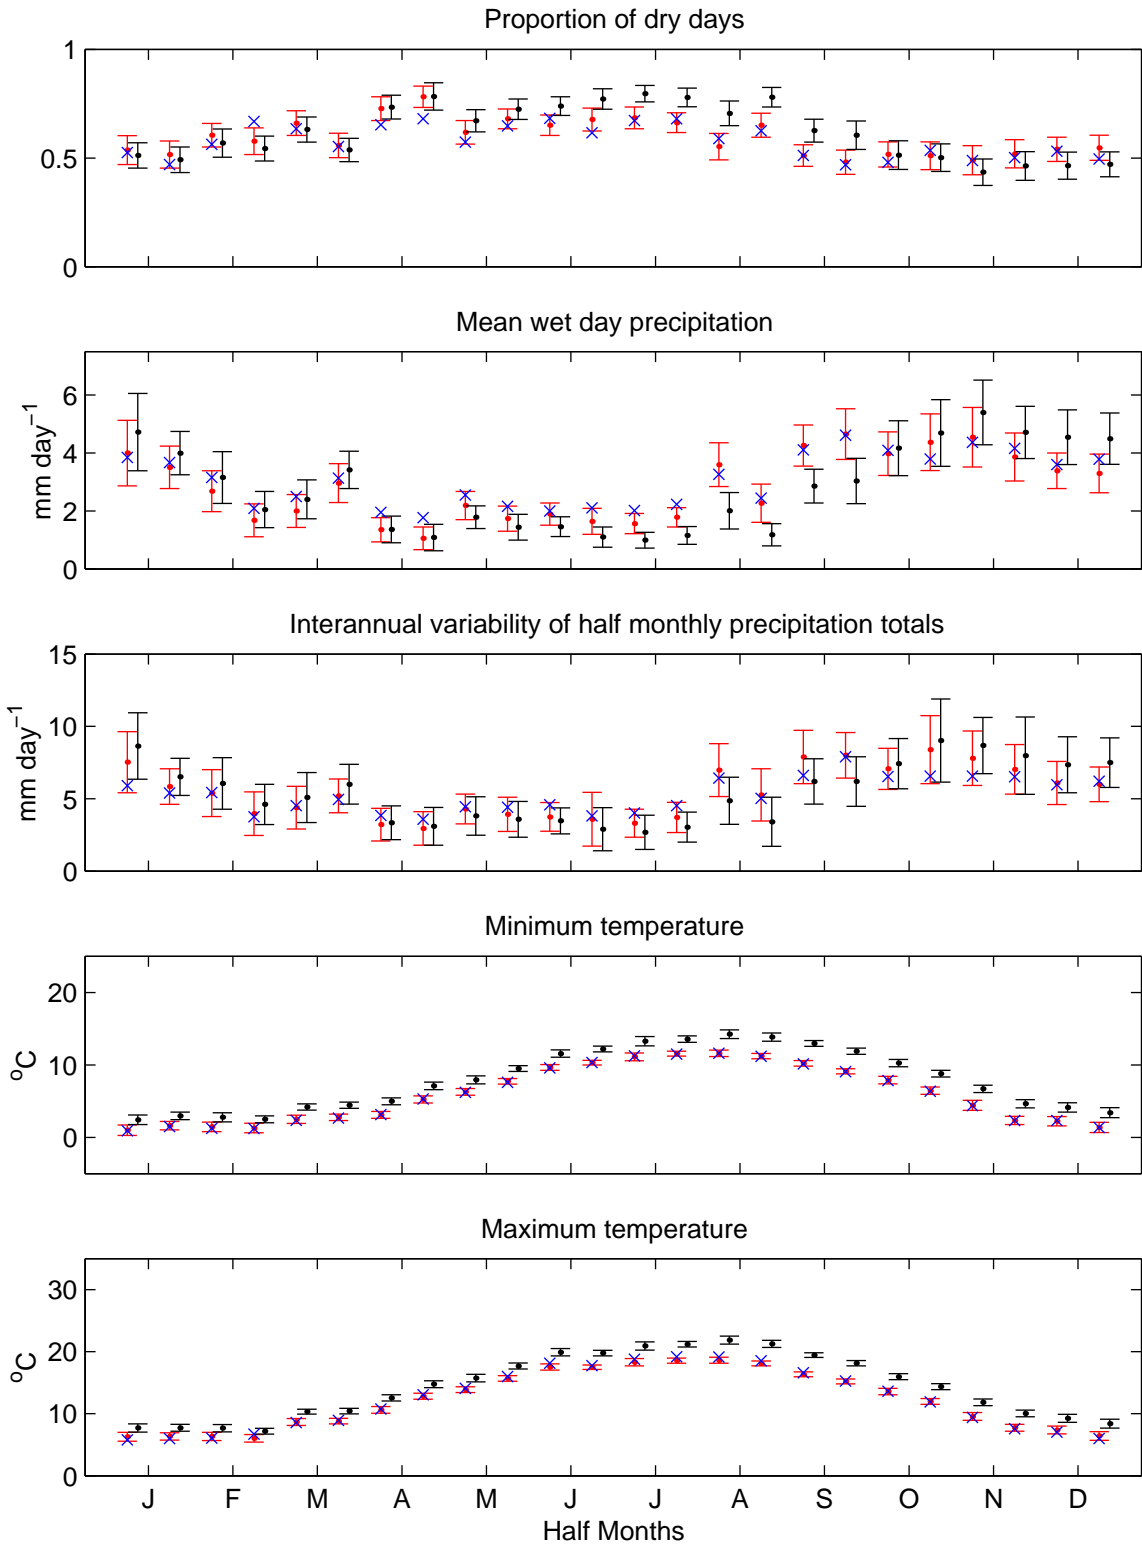 Proportion of dry days
1
0.5
0
Mean wet day precipitation
mm day⁻¹
6
4
2
0
Interannual variability of half monthly precipitation totals
mm day⁻¹
15
10
5
0
Minimum temperature
ºC
20
10
0
Maximum temperature
ºC
30
20
10
0
J F M A M J J A S O N D
Half Months